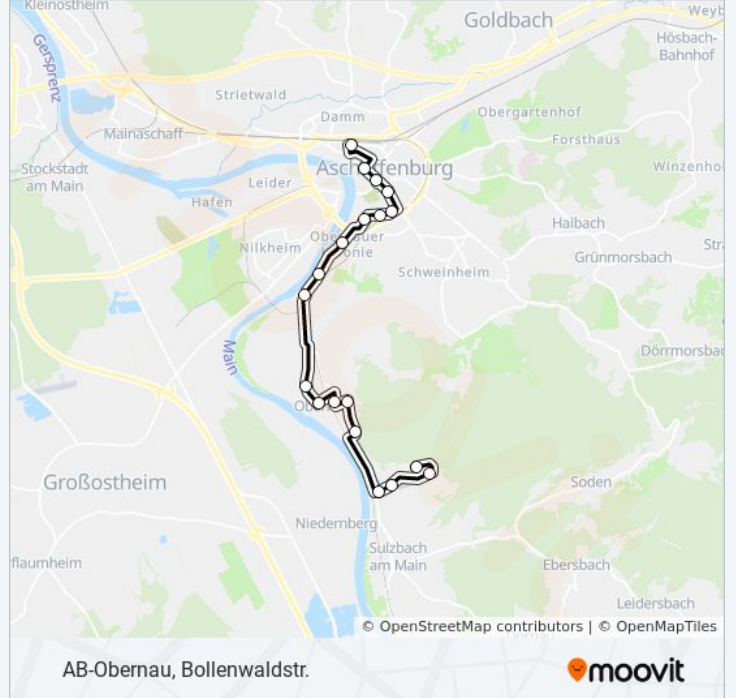 Kleinostheim
Weyb
Goldbach
Hösbach-
Bahnhof
Gersprenz
Strietwald
Damm
Obergartenhof
Mainaschaff
Forsthaus
Stockstadt
am Main
Aschaffenburg
Winzenho
Leider
Hafen
Haibach
Nilkheim
Grünmorsbach
Schweinheim
Main
Dörrmorsbac
Großostheim
Soden
Niedernberg
Sulzbach
am Main
Ebersbach
flaumheim
Leidersbach
© OpenStreetMap contributors | © OpenMapTiles
AB-Obernau, Bollenwaldstr.
moovit